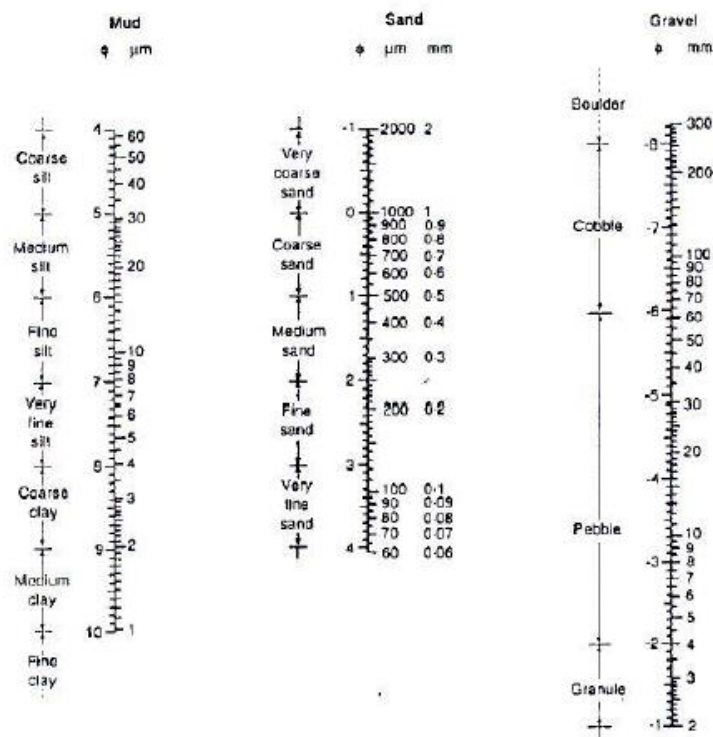 Mud
φ μm
4
60
50
Coarse
silt
40
5
30
Medium
silt
20
6
Fine
silt
10
9
7 8
7
Very
fine
silt
6
5
8 4
Coarse
clay
3
9 2
Medium
clay
10 1
Fine
clay
Sand
φ μm mm
-1 2000 2
Very
coarse
sand
0 1000 1
900 0·9
Coarse
sand
800 0·8
700 0·7
600 0·6
1 500 0·5
400 0·4
Medium
sand
300 0·3
2
Fine
sand
200 0·2
3
Very
fine
sand
100 0·1
90 0·09
80 0·08
70 0·07
4 60 0·06
Gravel
φ mm
Boulder
300
-8
200
Cobble
-7
100
90
80
70
-6 60
50
40
-5
30
20
-4
Pebble
10
9
-3 8
7
6
5
-2 4
3
Granule
-1 2